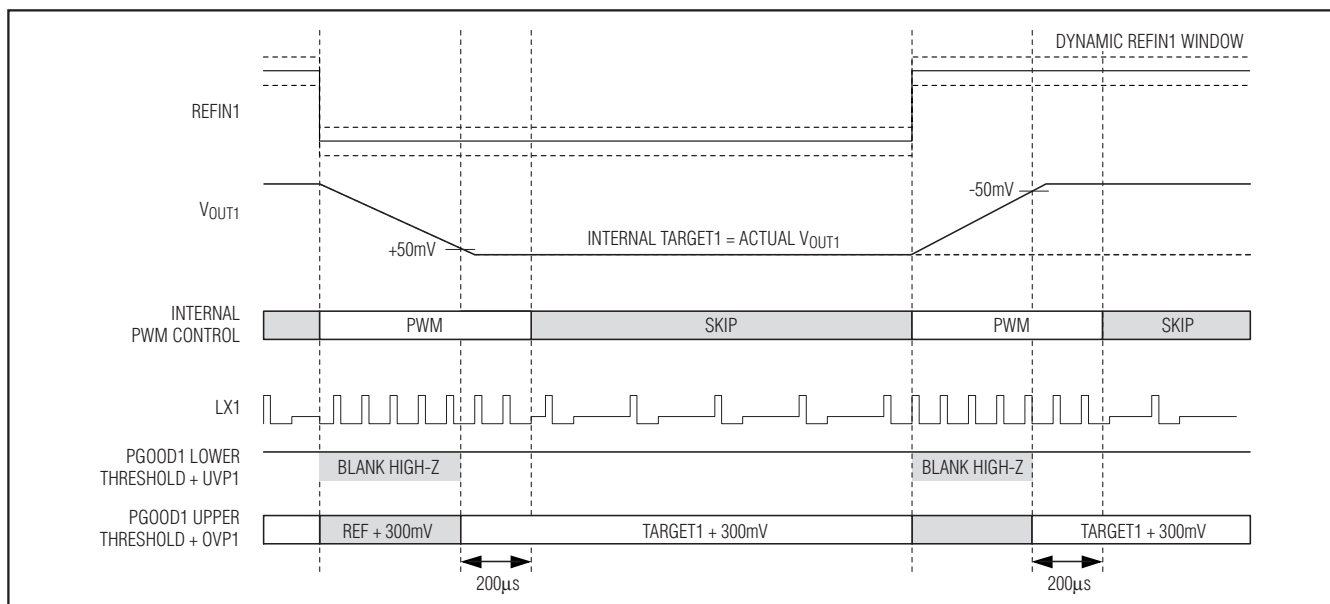 DYNAMIC REFIN1 WINDOW
REFIN1
-50mV
VOUT1
INTERNAL TARGET1 = ACTUAL VOUT1
+50mV
INTERNAL
PWM CONTROL
PWM
SKIP
PWM
SKIP
LX1
PGOOD1 LOWER
THRESHOLD + UVP1
BLANK HIGH-Z
BLANK HIGH-Z
PGOOD1 UPPER
THRESHOLD + OVP1
REF + 300mV
TARGET1 + 300mV
TARGET1 + 300mV
200µs
200µs